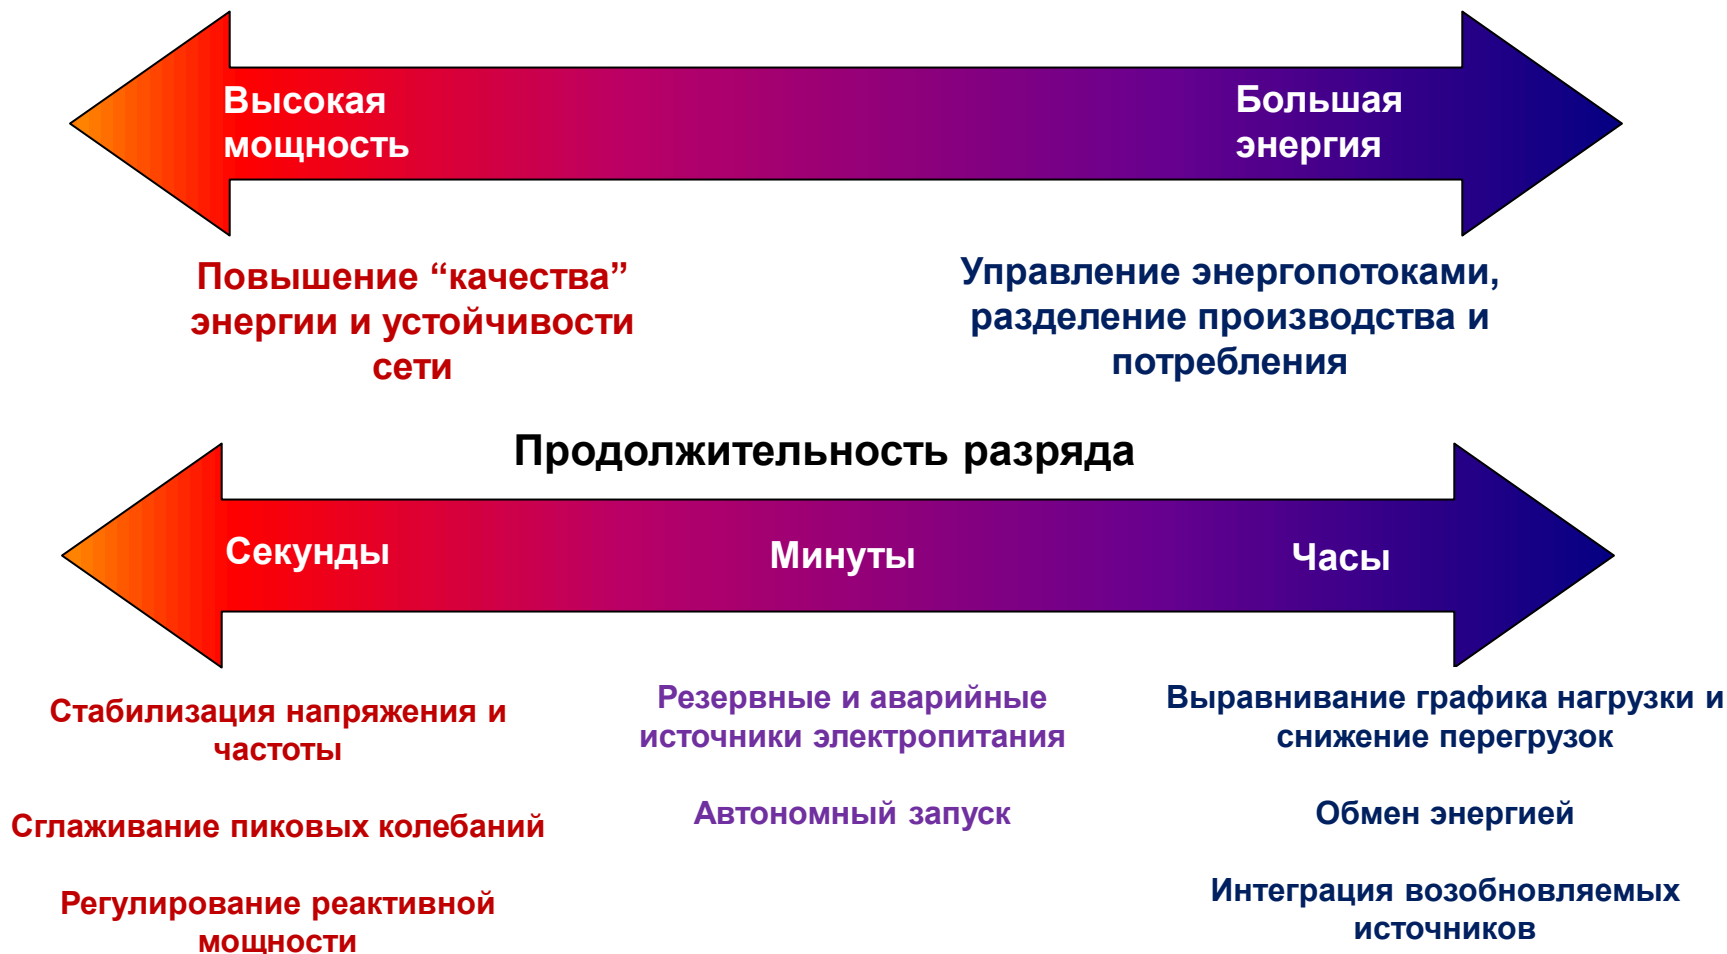 Высокая
мощность
Большая
энергия
Повышение “качества”
энергии и устойчивости
сети
Управление энергопотоками,
разделение производства и
потребления
Продолжительность разряда
Секунды
Минуты
Часы
Стабилизация напряжения и
частоты
Сглаживание пиковых колебаний
Регулирование реактивной
мощности
Резервные и аварийные
источники электропитания
Автономный запуск
Выравнивание графика нагрузки и
снижение перегрузок
Обмен энергией
Интеграция возобновляемых
источников